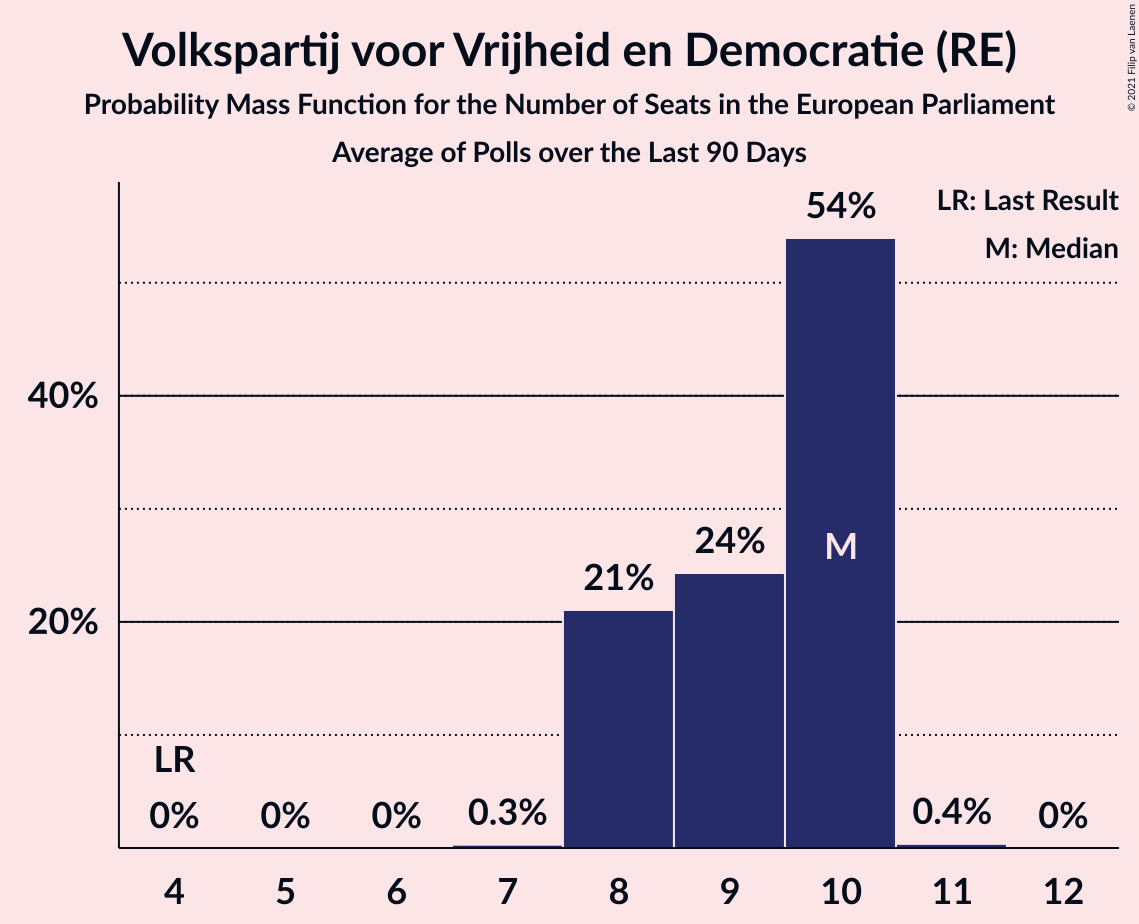 Volkspartij voor Vrijheid en Democratie (RE)
Probability Mass Function for the Number of Seats in the European Parliament
Average of Polls over the Last 90 Days
© 2021 Filip van Laenen
LR: Last Result
M: Median
54%
40%
24%
M
21%
20%
LR
0% 0% 0% 0.3% 0.4% 0%
4 5 6 7 8 9 10 11 12